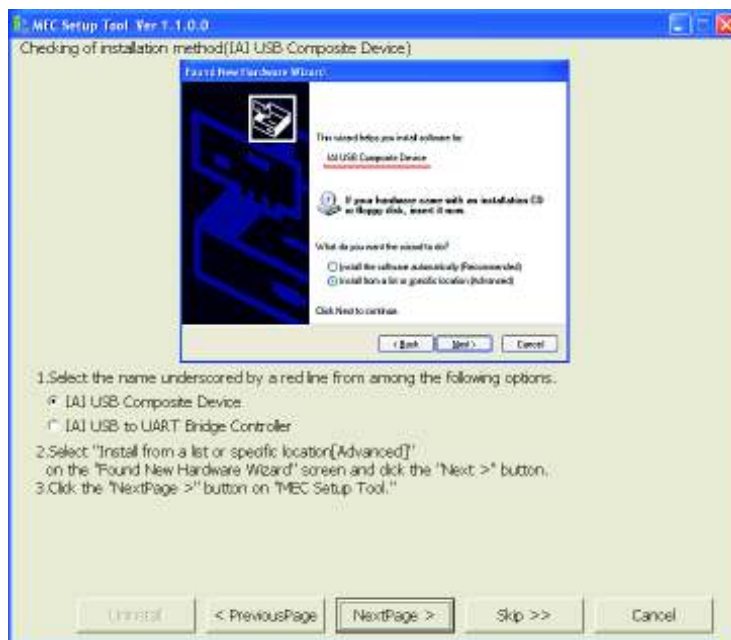 MEC Setup Tool Ver 1.1.0.0
Checking of installation method(IAI USB Composite Device)
Found New Hardware Wizard
This wizard helps you install software for:
IAI USB Composite Device
If your hardware came with an installation CD
or floppy disk, insert it now.
What do you want the wizard to do?
Install the software automatically (Recommended)
Install from a list or specific location (Advanced)
Click Next to continue.
< Back
Next >
Cancel
1.Select the name underscored by a red line from among the following options.
IAI USB Composite Device
IAI USB to UART Bridge Controller
2.Select "Install from a list or specific location[Advanced]"
on the "Found New Hardware Wizard" screen and click the "Next >" button.
3.Click the "NextPage >" button on "MEC Setup Tool."
Uninstall
< PreviousPage
NextPage >
Skip >>
Cancel